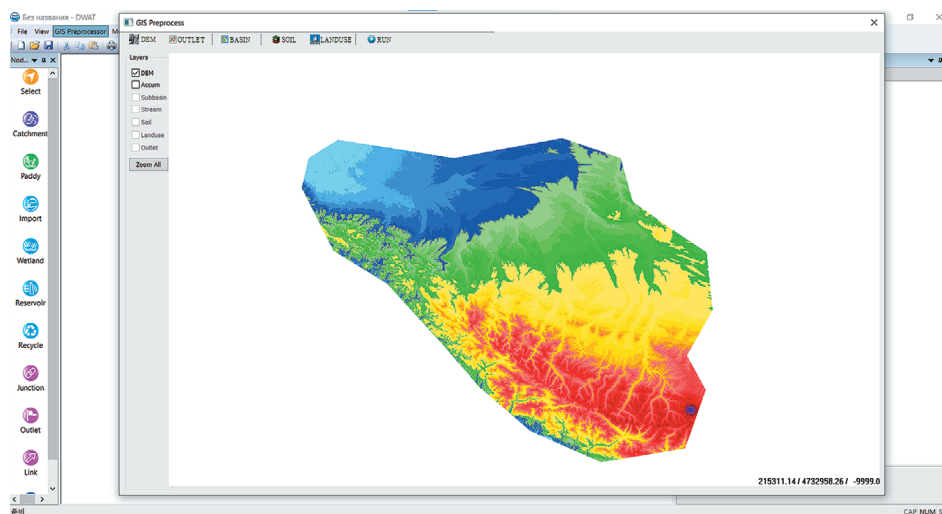 Без названия - DWAT
File View GIS Preprocessor
GIS Preprocess
DEM OUTLET BASIN SOIL LANDUSE RUN
Nod...
Layers
DEM
Accum
Subbasin
Stream
Soil
Landuse
Outlet
Zoom All
Select
Catchment
Paddy
Import
Wetland
Reservoir
Recycle
Junction
Outlet
Link
215311.14 / 4732958.26 / -9999.0
준비
CAP NUM S